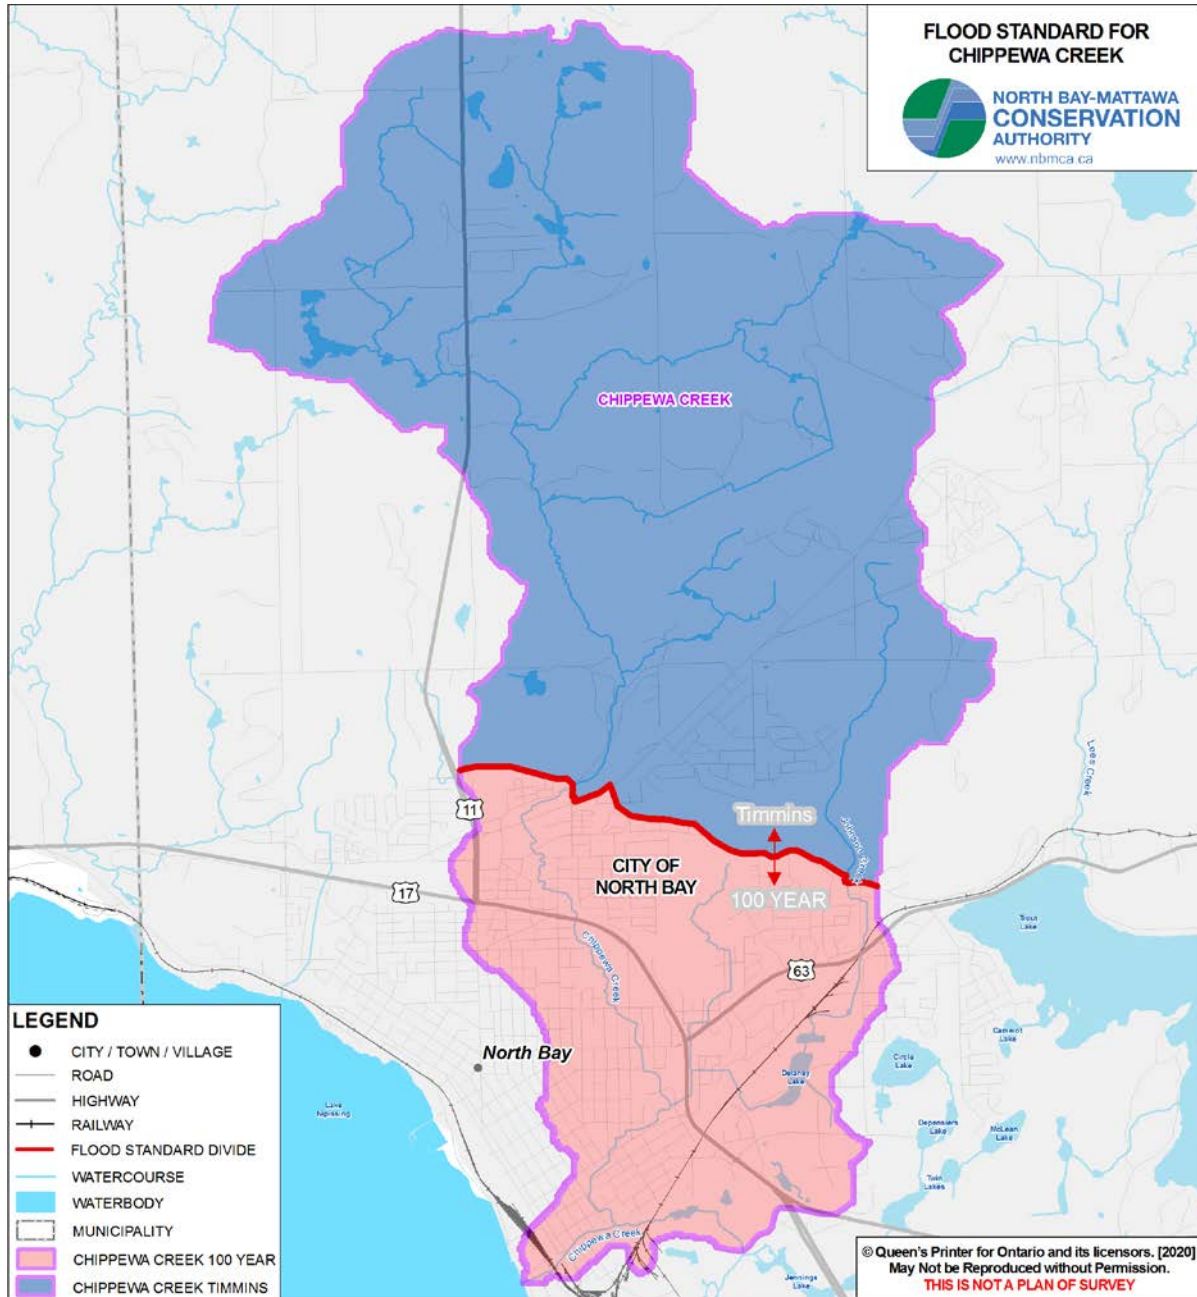 FLOOD STANDARD FOR
CHIPPEWA CREEK
NORTH BAY-MATTAWA
CONSERVATION
AUTHORITY
www.nbmca.ca
CHIPPEWA CREEK
Lees Creek
11
Timmins
Johnson Creek
CITY OF
NORTH BAY
17
100 YEAR
Trout
Lake
Chippewa Creek
63
Camelot
Lake
North Bay
Circle
Lake
Delaney
Lake
Lake
Nipissing
Depensiers
Lake
McLean
Lake
Twin
Lakes
Chippewa Creek
Jennings
Lake
LEGEND
CITY / TOWN / VILLAGE
ROAD
HIGHWAY
RAILWAY
FLOOD STANDARD DIVIDE
WATERCOURSE
WATERBODY
MUNICIPALITY
CHIPPEWA CREEK 100 YEAR
CHIPPEWA CREEK TIMMINS
© Queen's Printer for Ontario and its licensors. [2020]
May Not be Reproduced without Permission.
THIS IS NOT A PLAN OF SURVEY